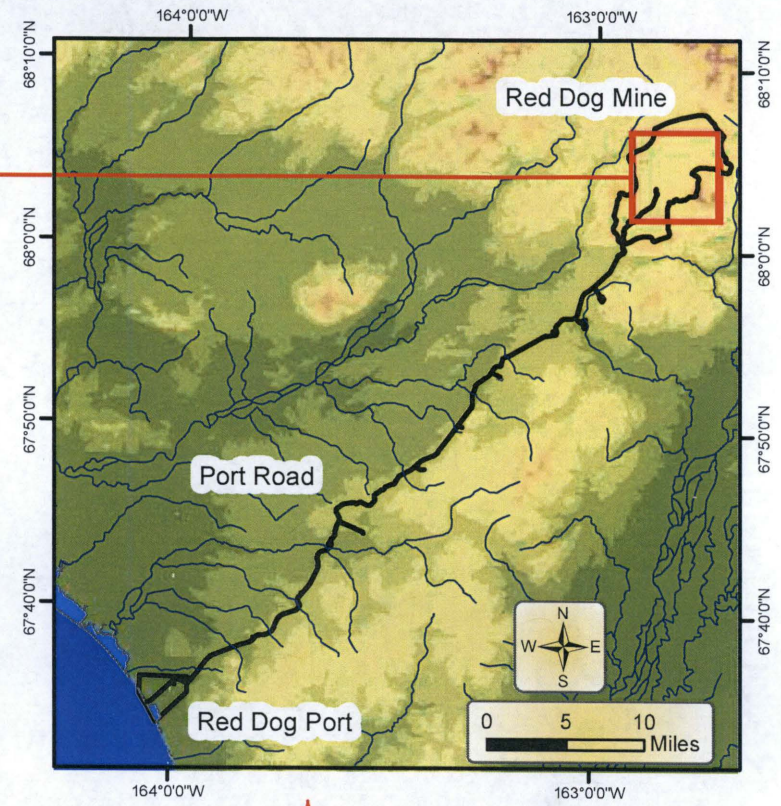 164°0'0"W
163°0'0"W
68°10'0"N
68°10'0"N
Red Dog Mine
68°0'0"N
68°0'0"N
67°50'0"N
67°50'0"N
Port Road
67°40'0"N
67°40'0"N
N
W E
S
Red Dog Port
0 5 10
Miles
164°0'0"W
163°0'0"W